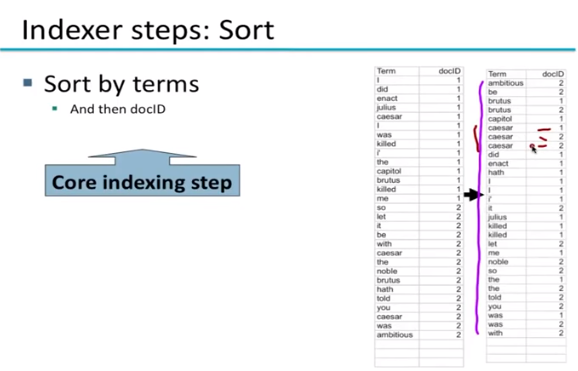 Indexer steps: Sort
Sort by terms
And then docID
Core indexing step
Term docID
I 1
did 1
enact 1
julius 1
caesar 1
I 1
was 1
killed 1
i' 1
the 1
capitol 1
brutus 1
killed 1
me 1
so 2
let 2
it 2
be 2
with 2
caesar 2
the 2
noble 2
brutus 2
hath 2
told 2
you 2
caesar 2
was 2
ambitious 2
Term docID
ambitious 2
be 2
brutus 1
brutus 2
capitol 1
caesar 1
caesar 2
caesar 2
did 1
enact 1
hath 1
I 1
I 1
i' 1
it 2
julius 1
killed 1
killed 1
let 2
me 1
noble 2
so 2
the 1
the 2
told 2
you 2
was 1
was 2
with 2